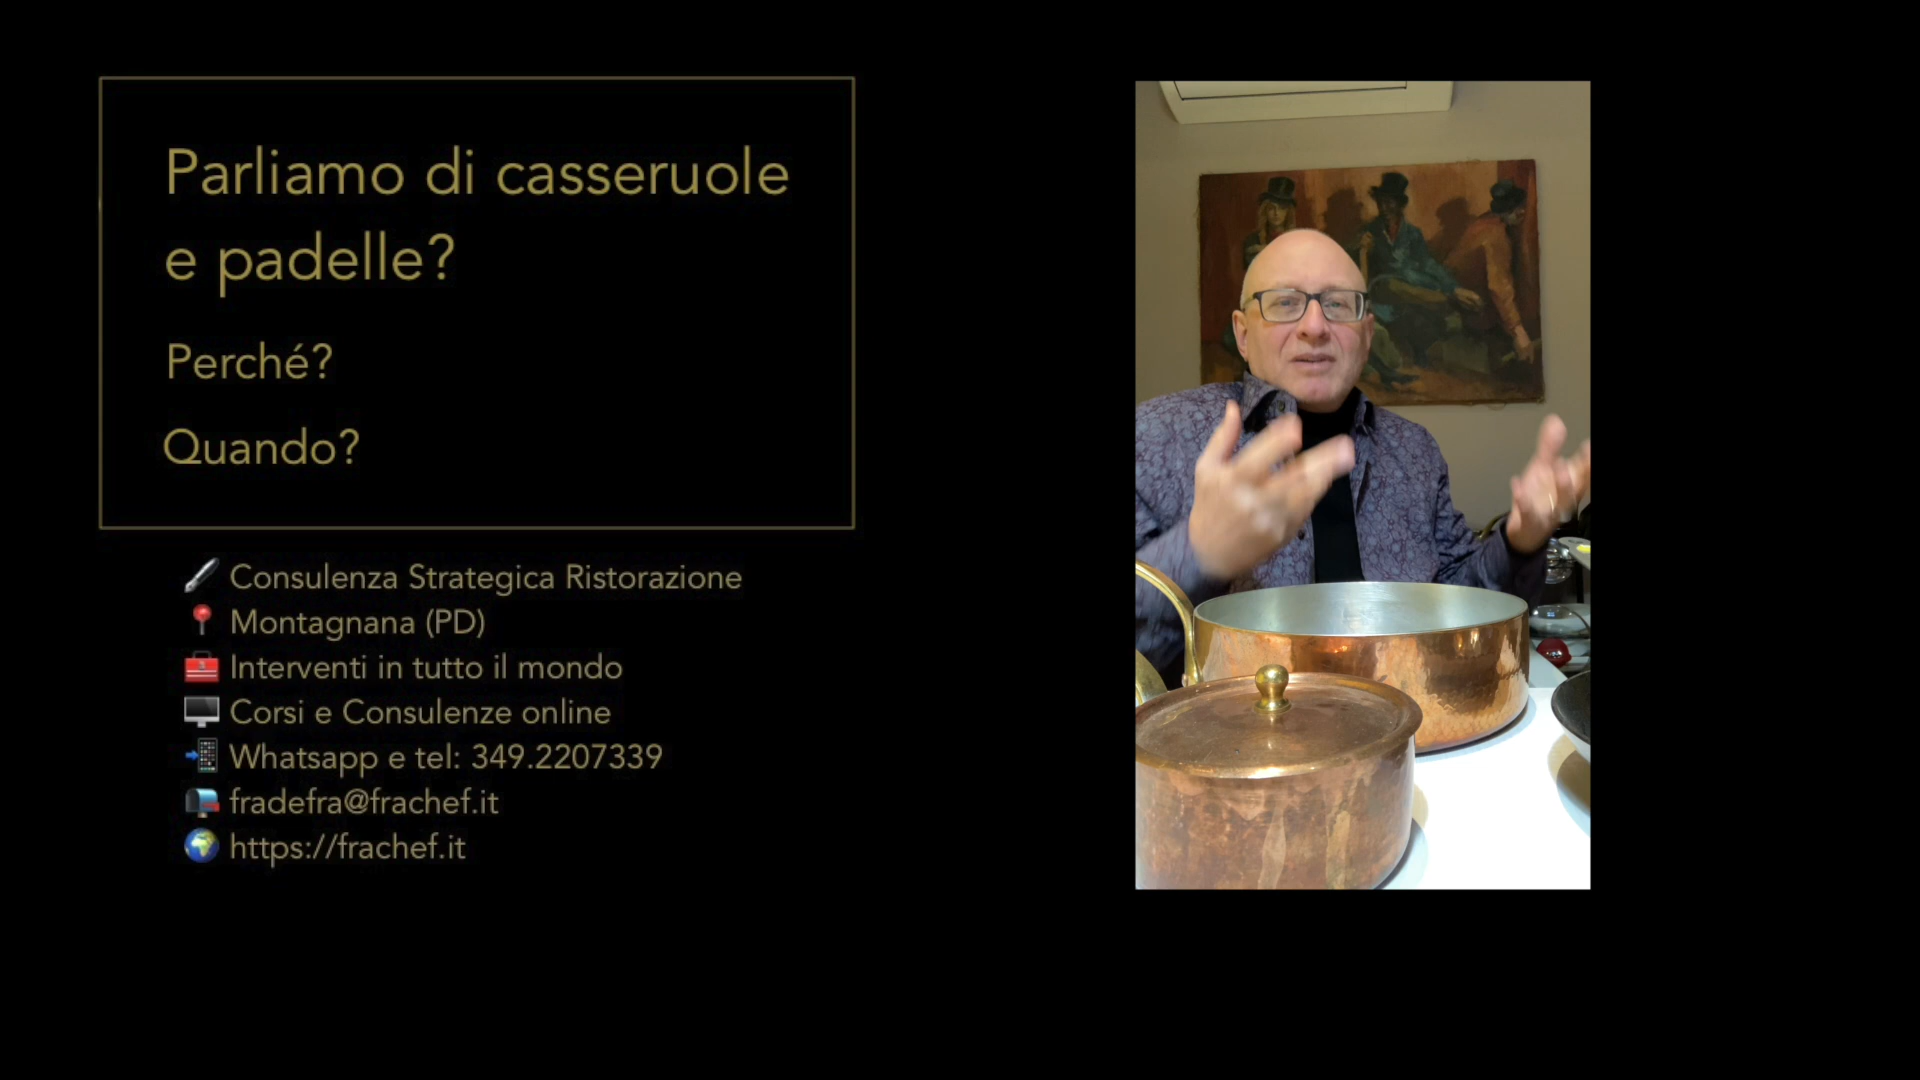 Parliamo di casseruole
e padelle?
Perché?
Quando?
Consulenza Strategica Ristorazione
Montagnana (PD)
Interventi in tutto il mondo
Corsi e Consulenze online
Whatsapp e tel: 349.2207339
fradefra@frachef.it
https://frachef.it